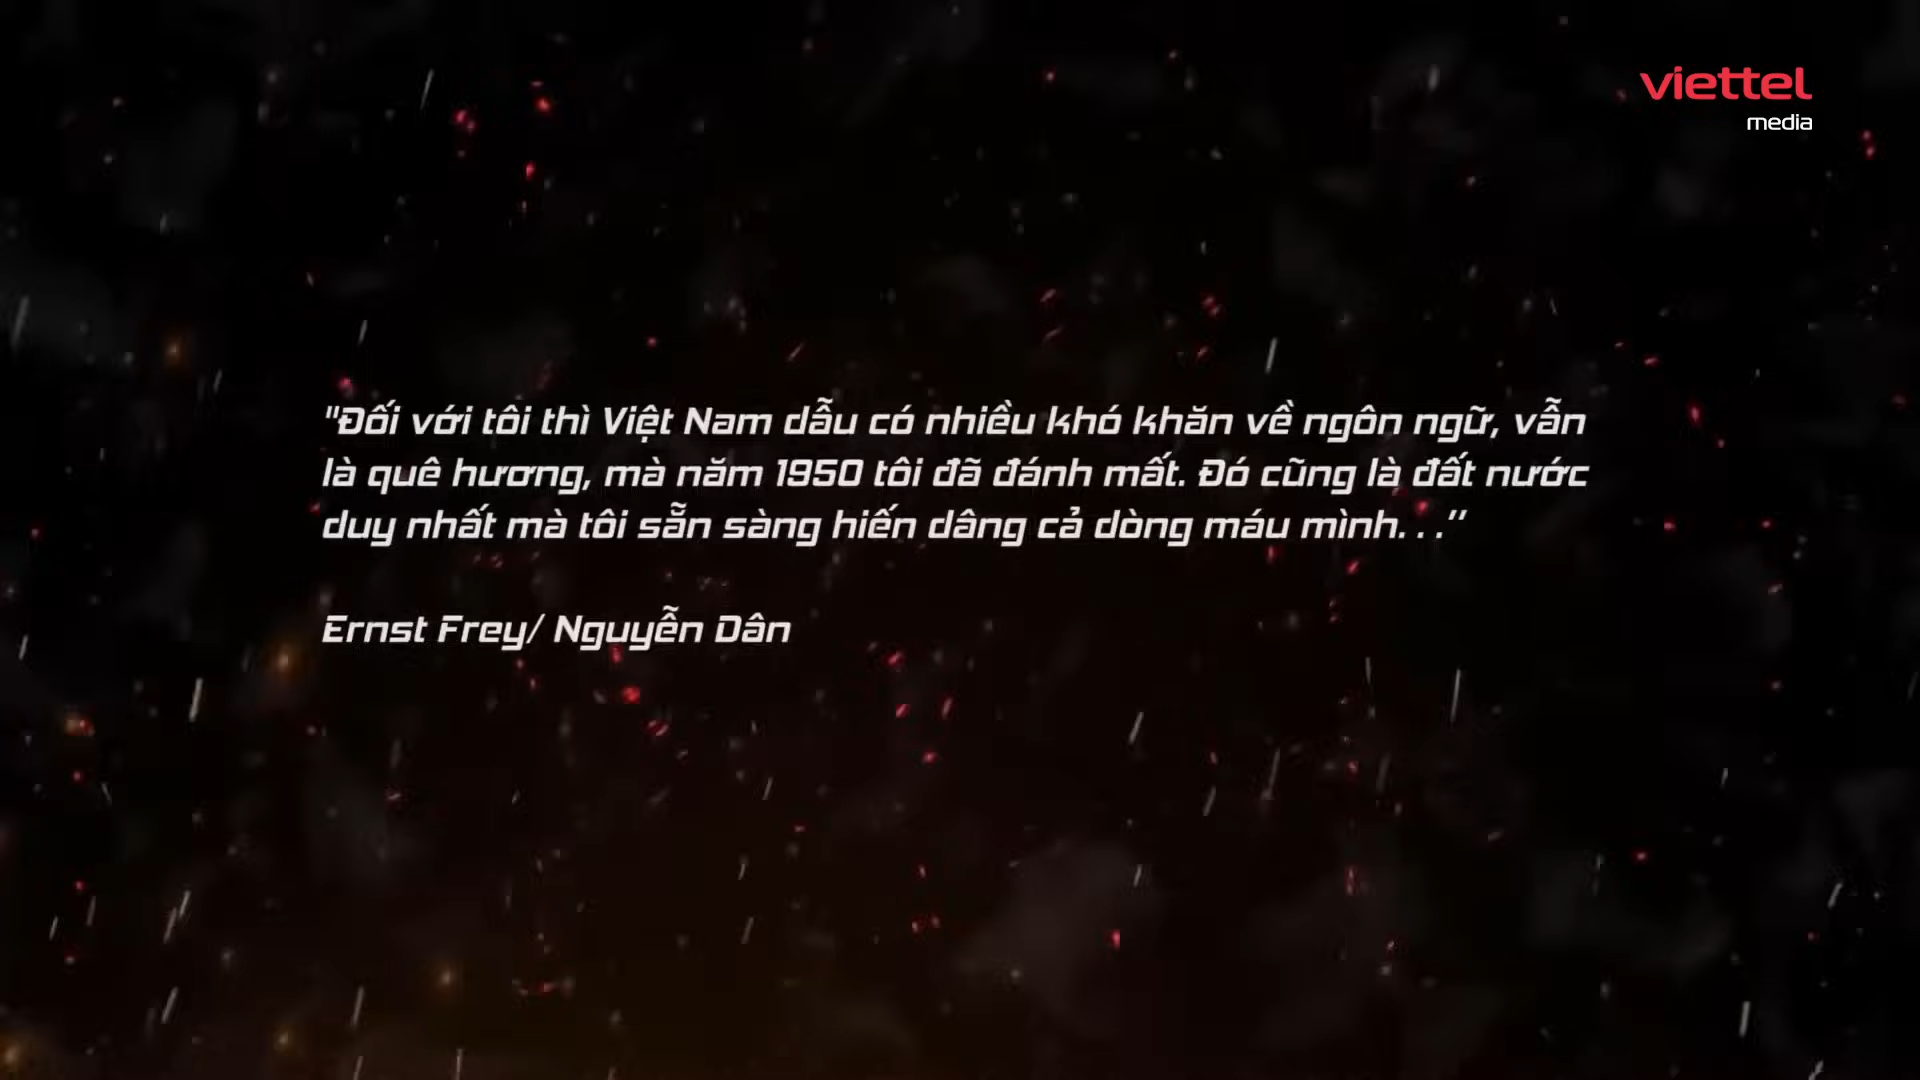 viettel
media
"Đối với tôi thì Việt Nam dẫu có nhiều khó khăn về ngôn ngữ, vẫn
là quê hương, mà năm 1950 tôi đã đánh mất. Đó cũng là đất nước
duy nhất mà tôi sẵn sàng hiến dâng cả dòng máu mình. . .’’
Ernst Frey/ Nguyễn Dân